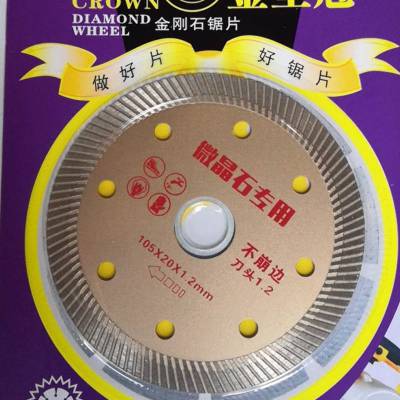 CROWN
DIAMOND
WHEEL
金刚石锯片
做好片
好锯片
微晶石专用
105X20X1.2mm
不崩边
刀头1.2